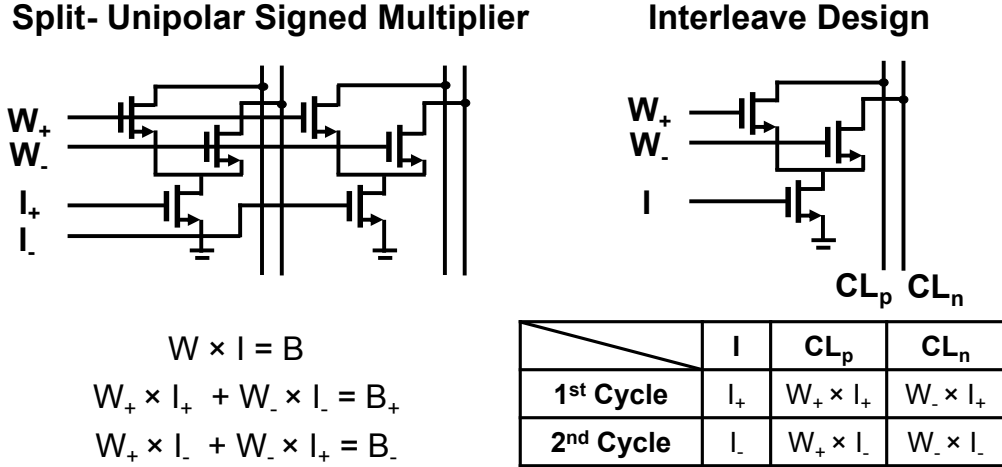 Split- Unipolar Signed Multiplier
Interleave Design
W+
W-
I+
I-
W+
W-
I
CLp CLn
W × I = B
W+ × I+ + W- × I- = B+
W+ × I- + W- × I+ = B-
I CLp CLn
1st Cycle I+ W+ × I+ W- × I+
2nd Cycle I- W+ × I- W- × I-